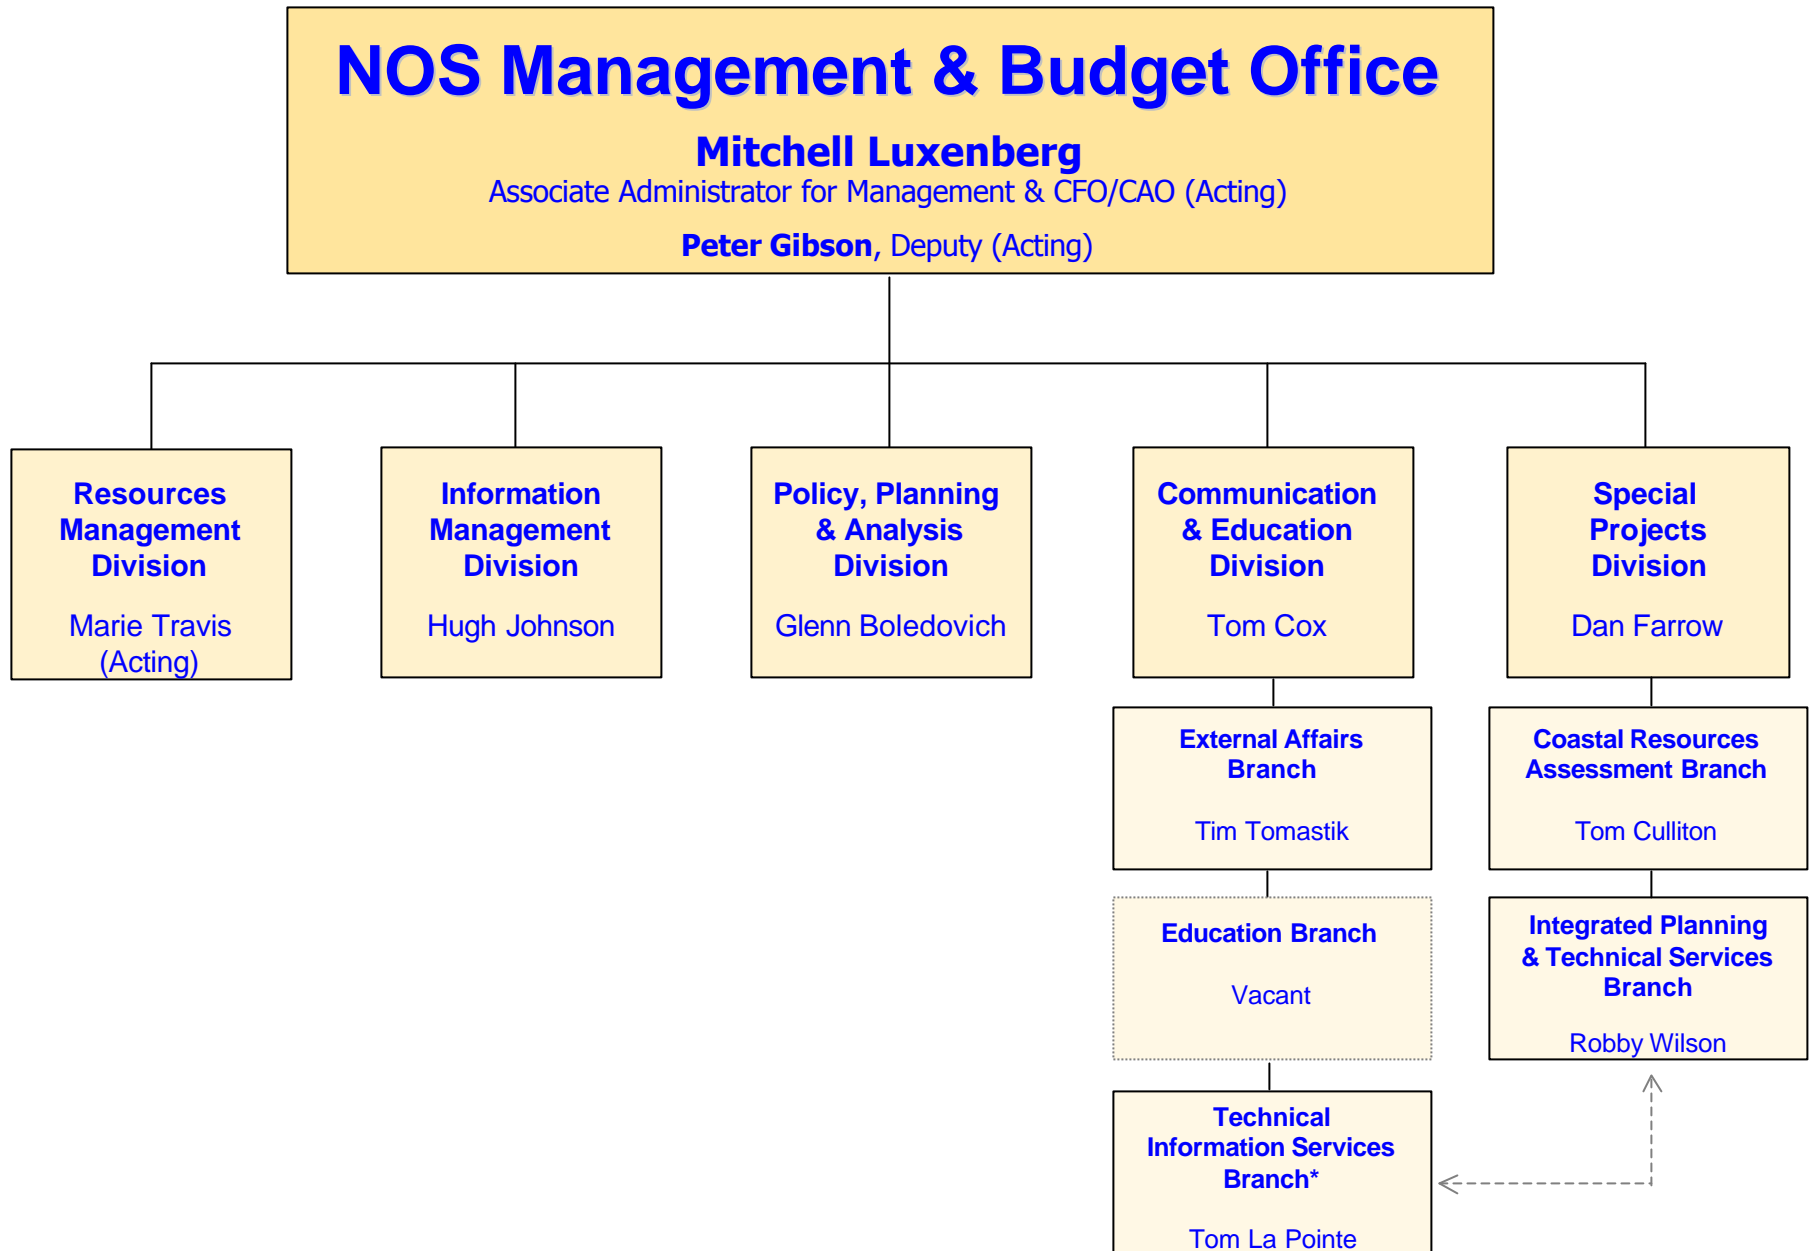 NOS Management & Budget Office
Mitchell Luxenberg
Associate Administrator for Management & CFO/CAO (Acting)
Peter Gibson, Deputy (Acting)
Resources
Management
Division
Marie Travis
(Acting)
Information
Management
Division
Hugh Johnson
Policy, Planning
& Analysis
Division
Glenn Boledovich
Communication
& Education
Division
Tom Cox
Special
Projects
Division
Dan Farrow
External Affairs
Branch
Tim Tomastik
Coastal Resources
Assessment Branch
Tom Culliton
Education Branch
Vacant
Integrated Planning
& Technical Services
Branch
Robby Wilson
Technical
Information Services
Branch*
Tom La Pointe